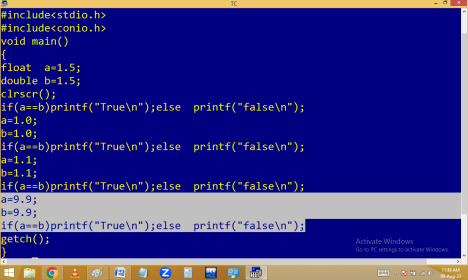 TC
#include<stdio.h>
#include<conio.h>
void main()
{
float  a=1.5;
double b=1.5;
clrscr();
if(a==b)printf("True\n");else  printf("false\n");
a=1.0;
b=1.0;
if(a==b)printf("True\n");else  printf("false\n");
a=1.1;
b=1.1;
if(a==b)printf("True\n");else  printf("false\n");
a=9.9;
b=9.9;
if(a==b)printf("True\n");else  printf("false\n");
getch();
}
Activate Windows
Go to PC settings to activate Windows.